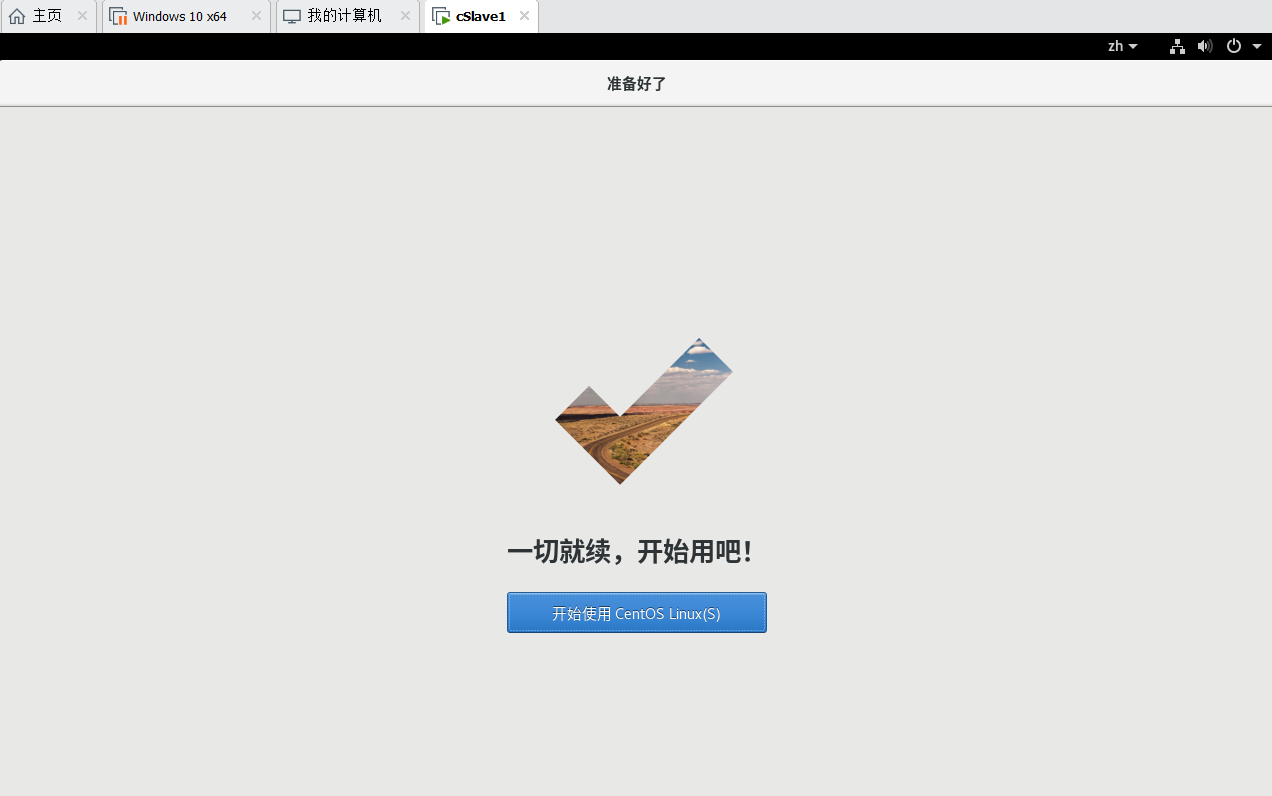 主页
Windows 10 x64
我的计算机
cSlave1
zh
准备好了
一切就续，开始用吧！
开始使用 CentOS Linux(S)